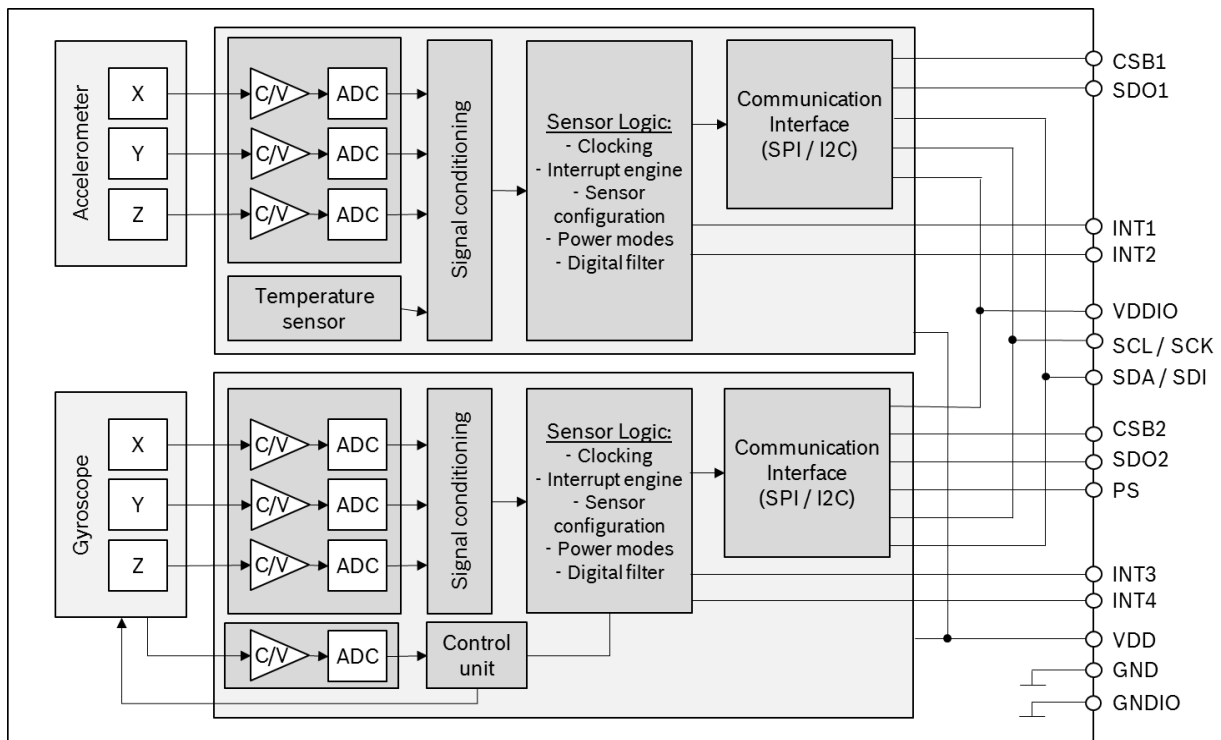 Accelerometer
X
Y
Z
C/V
ADC
C/V
ADC
C/V
ADC
Temperature
sensor
Signal conditioning
Sensor Logic:
- Clocking
- Interrupt engine
- Sensor
configuration
- Power modes
- Digital filter
Communication
Interface
(SPI / I2C)
CSB1
SDO1
INT1
INT2
VDDIO
SCL / SCK
SDA / SDI
Gyroscope
X
Y
Z
C/V
ADC
C/V
ADC
C/V
ADC
C/V
ADC
Signal conditioning
Control
unit
Sensor Logic:
- Clocking
- Interrupt engine
- Sensor
configuration
- Power modes
- Digital filter
Communication
Interface
(SPI / I2C)
CSB2
SDO2
PS
INT3
INT4
VDD
GND
GNDIO